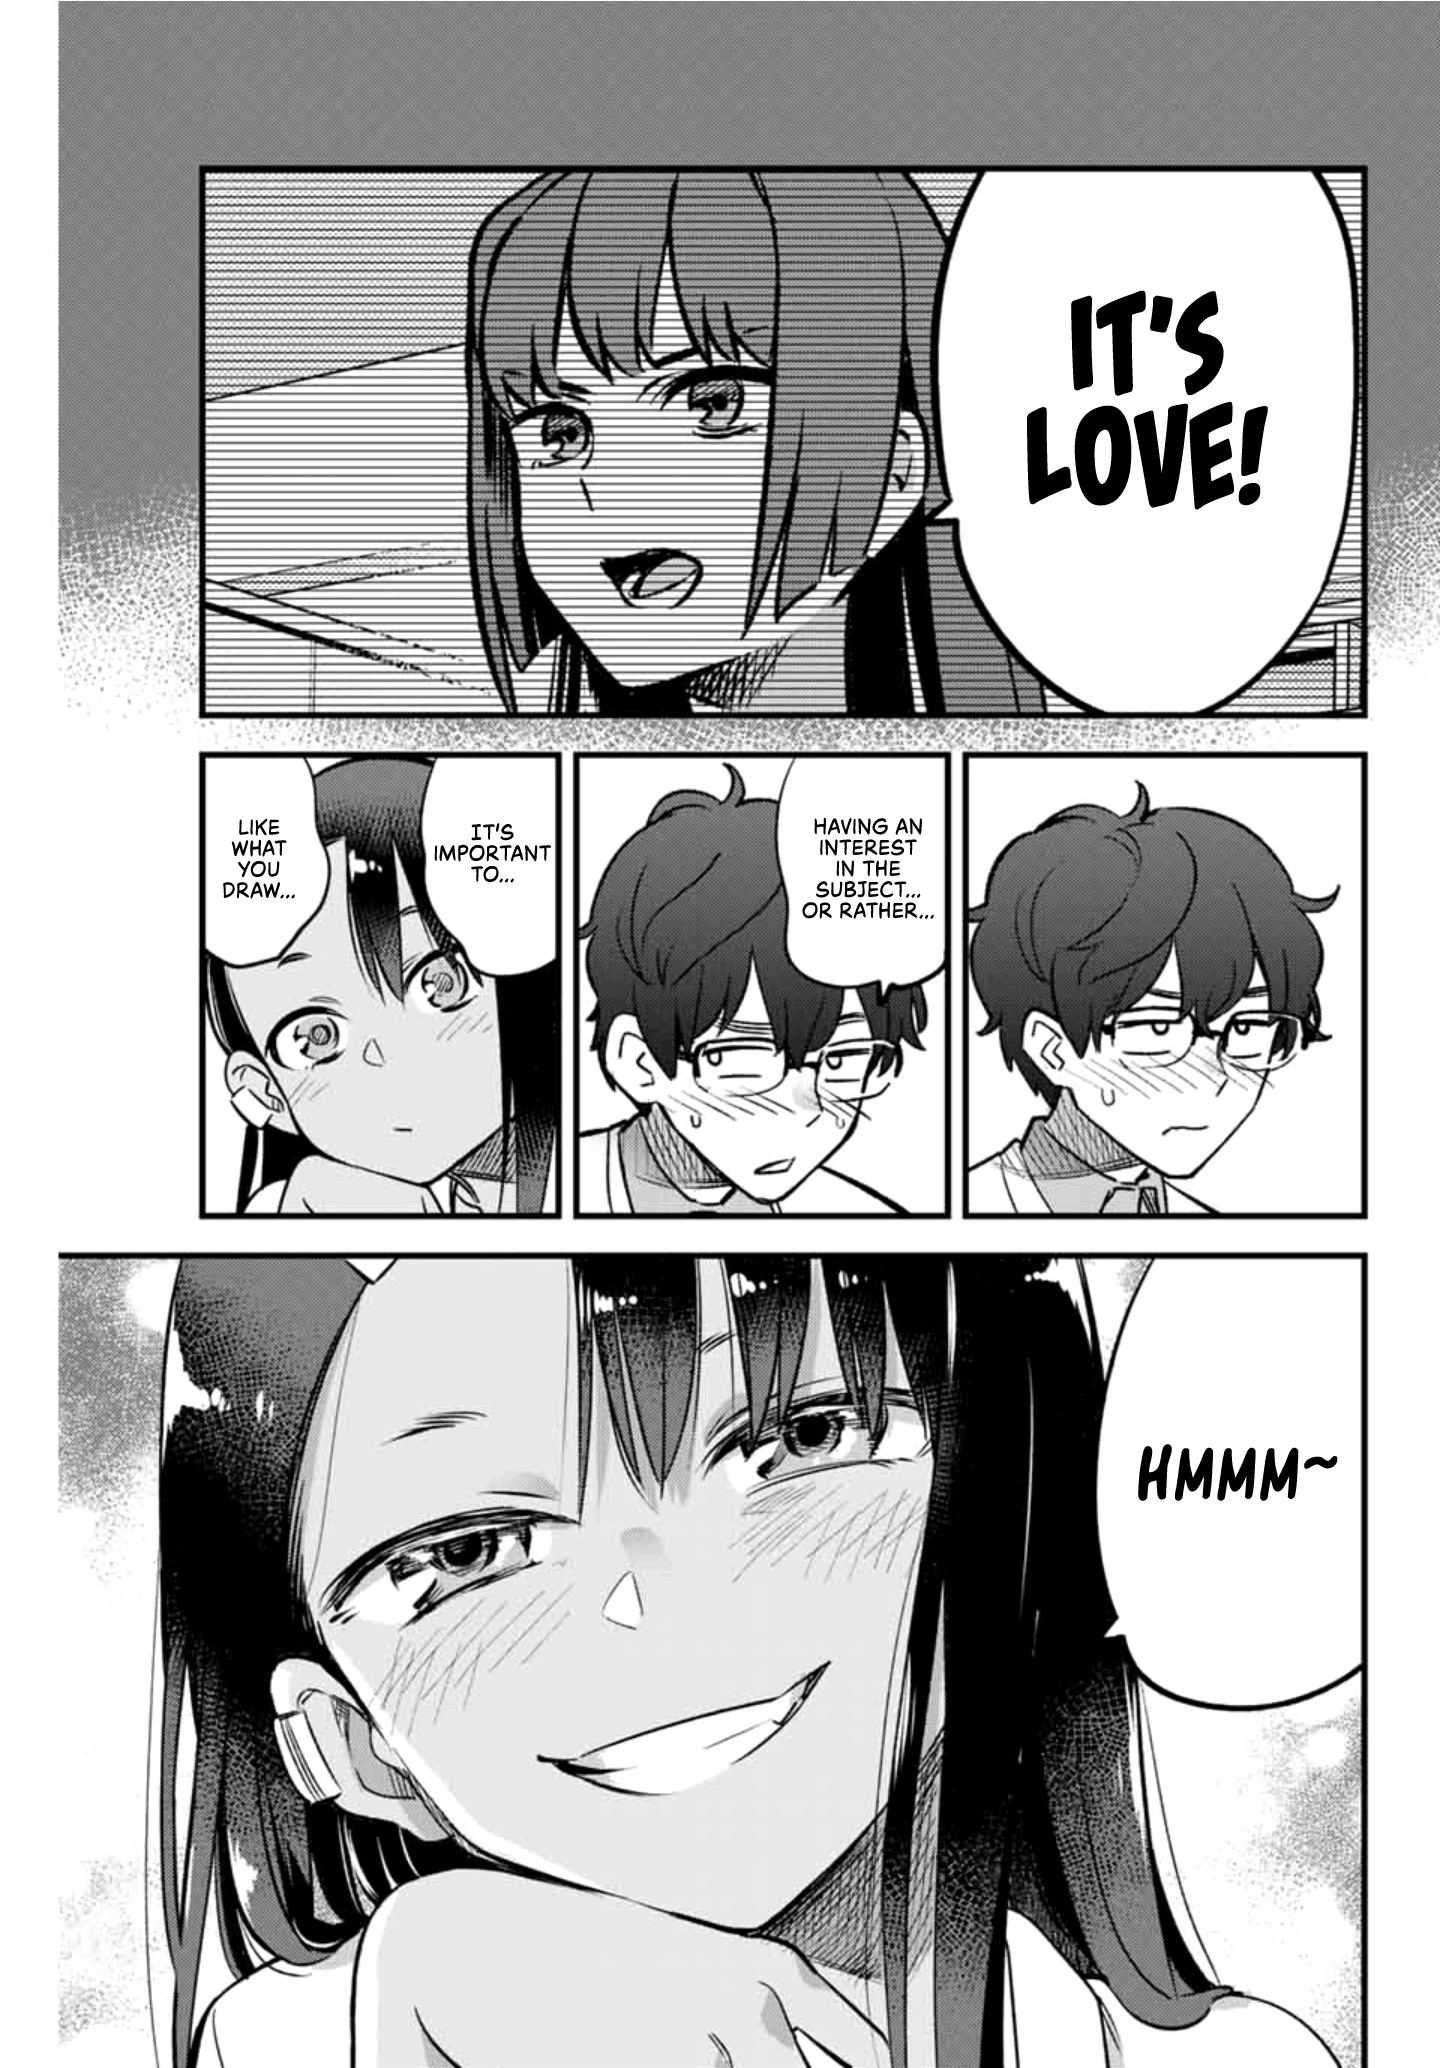 IT'S
LOVE!
HAVING AN
INTEREST
IN THE
SUBJECT...
OR RATHER...
IT'S
IMPORTANT
TO...
LIKE
WHAT
YOU
DRAW...
HMMM~